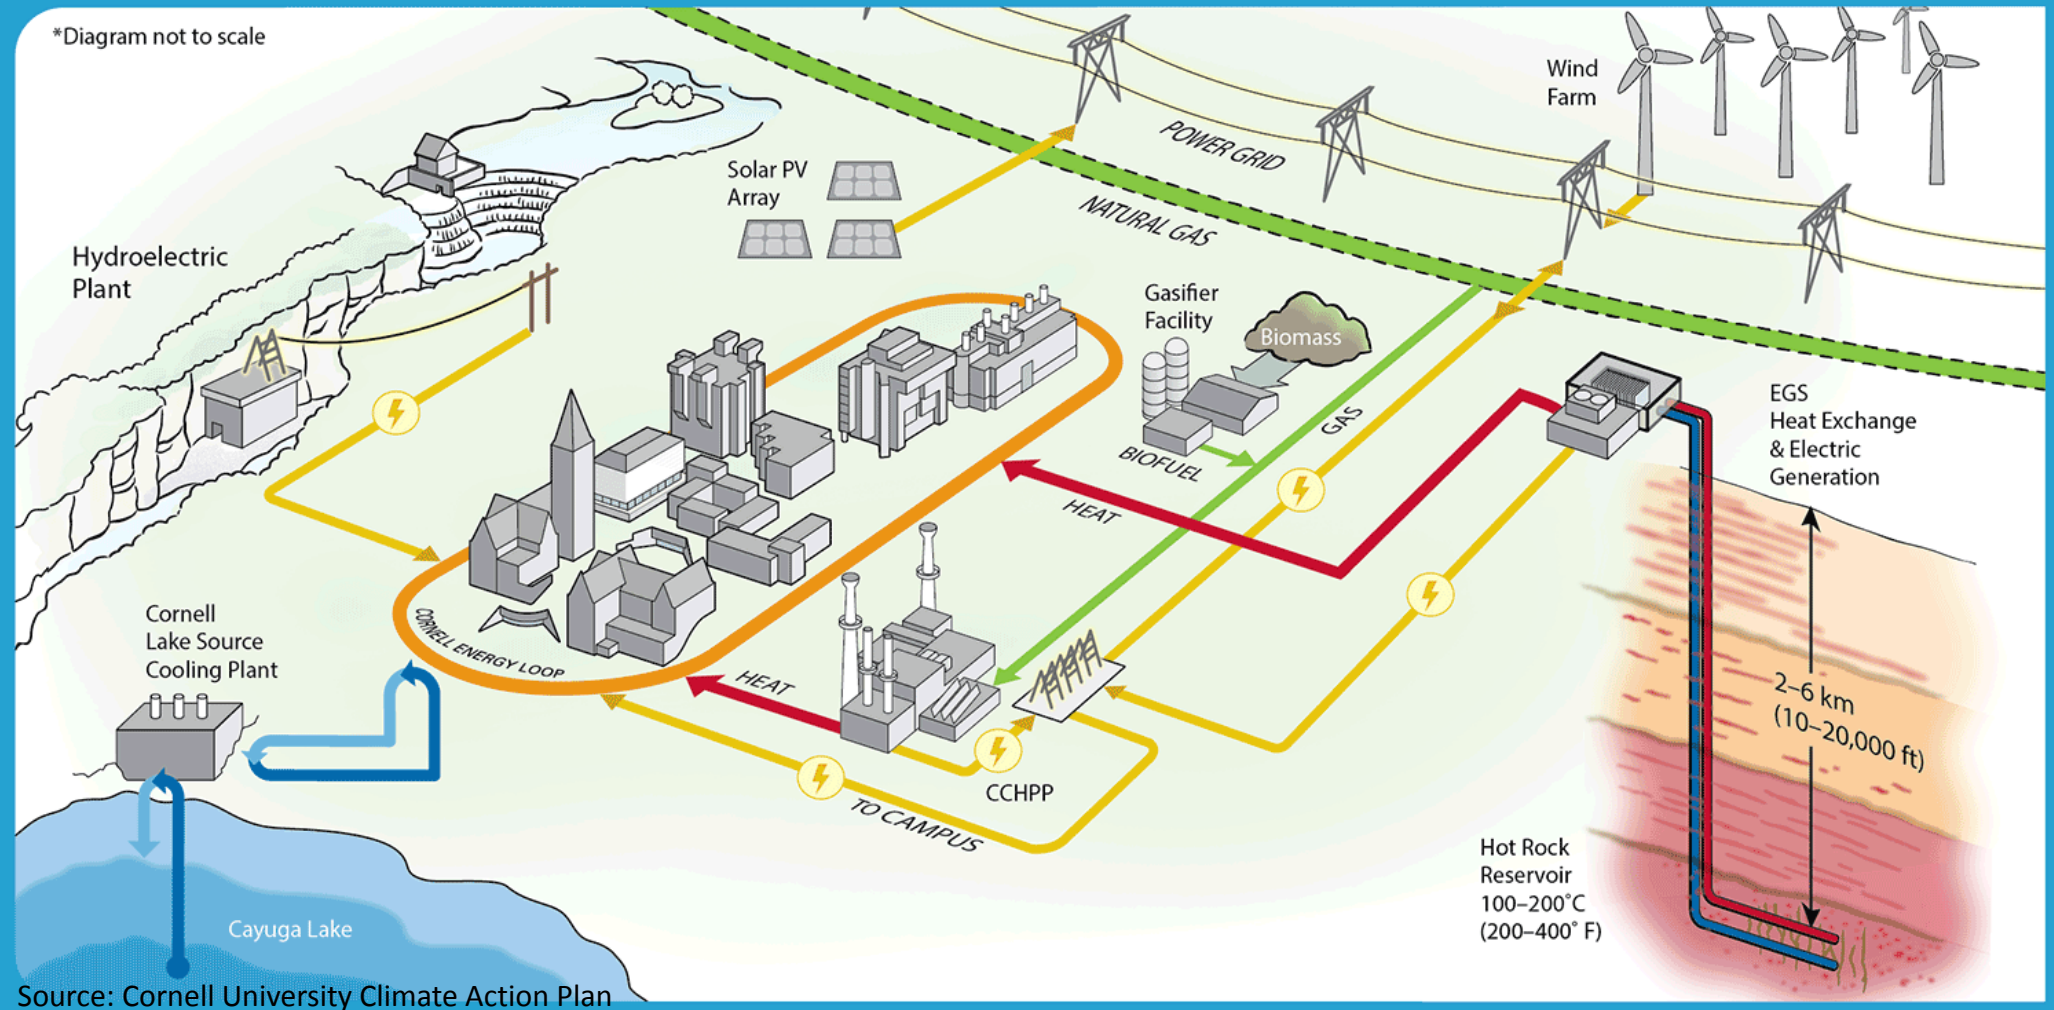 *Diagram not to scale
Wind
Farm
POWER GRID
Solar PV
Array
NATURAL GAS
Hydroelectric
Plant
Gasifier
Facility
Biomass
GAS
BIOFUEL
EGS
Heat Exchange
& Electric
Generation
HEAT
Cornell
Lake Source
Cooling Plant
CORNELL ENERGY LOOP
HEAT
2–6 km
(10–20,000 ft)
CCHPP
TO CAMPUS
Hot Rock
Reservoir
100–200˚C
(200–400˚ F)
Cayuga Lake
Source: Cornell University Climate Action Plan